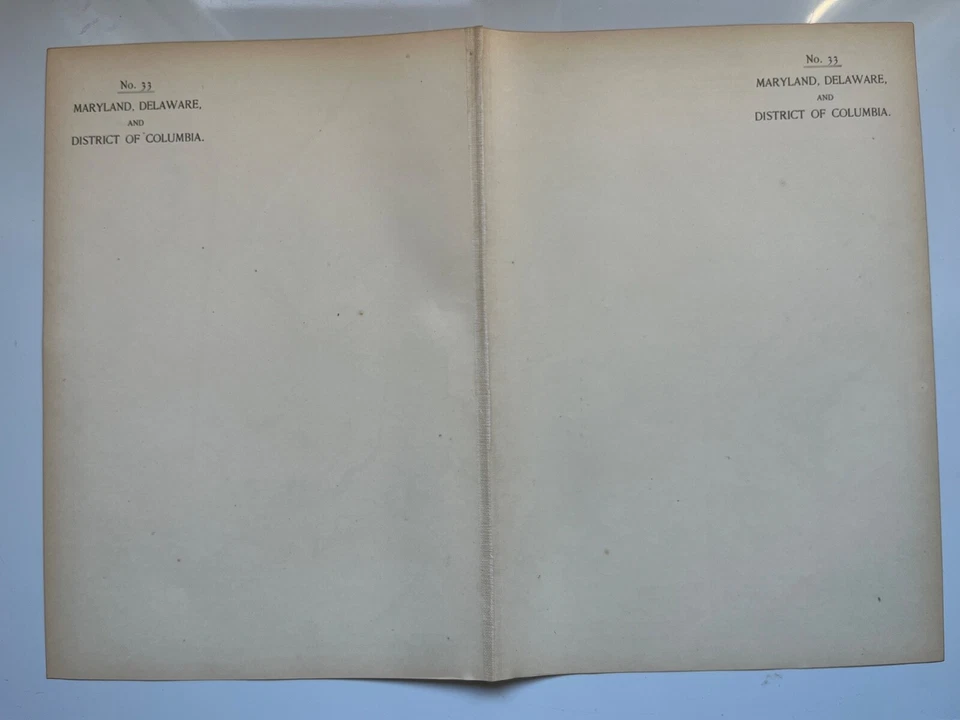 No. 33
MARYLAND, DELAWARE,
AND
DISTRICT OF COLUMBIA.
No. 33
MARYLAND, DELAWARE,
AND
DISTRICT OF COLUMBIA.